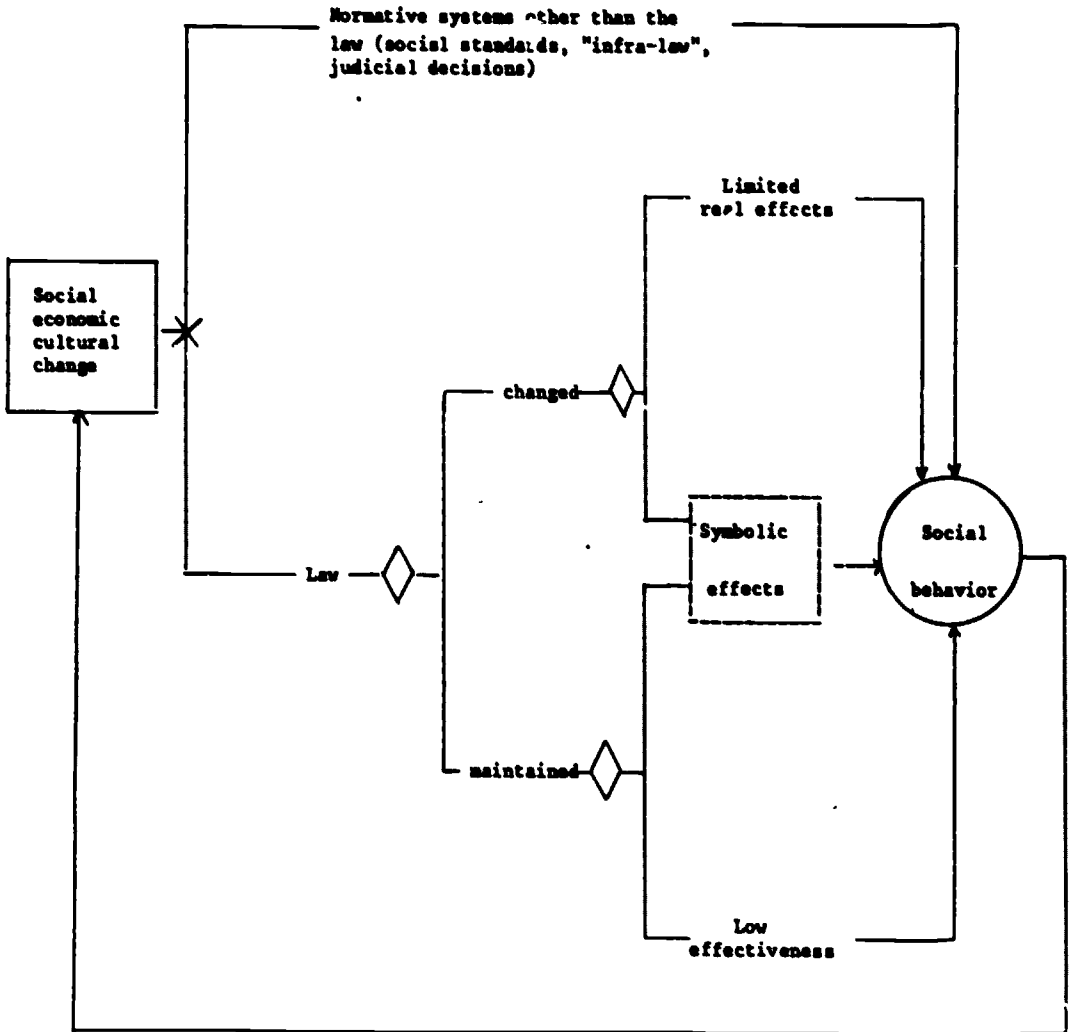 Normative systems other than the
law (social standards, "infra-law",
judicial decisions)
Limited
real effects
Social
economic
cultural
change
changed
Symbolic
effects
Social
behavior
Law
maintained
Low
effectiveness